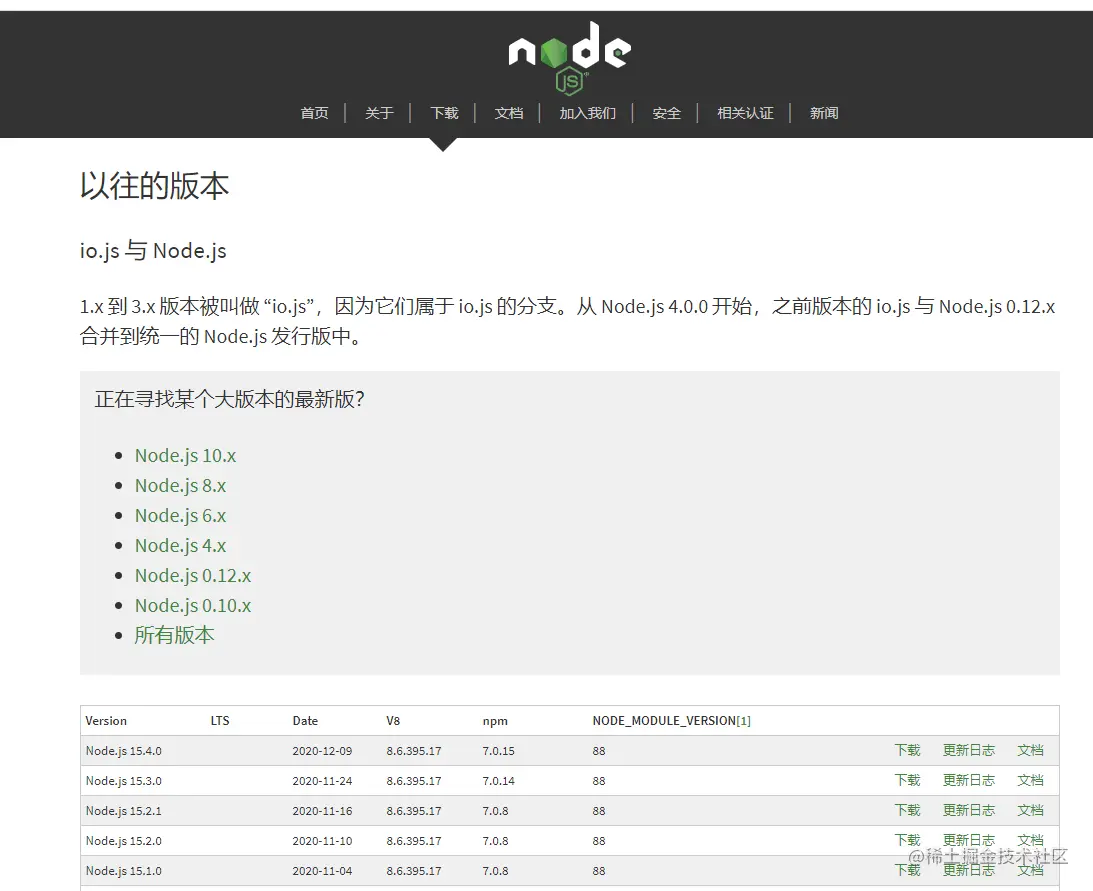 node
JS
首页 关于 下载 文档 加入我们 安全 相关认证 新闻
以往的版本
io.js 与 Node.js
1.x 到 3.x 版本被叫做 “io.js”，因为它们属于 io.js 的分支。从 Node.js 4.0.0 开始，之前版本的 io.js 与 Node.js 0.12.x
合并到统一的 Node.js 发行版中。
正在寻找某个大版本的最新版?
Node.js 10.x
Node.js 8.x
Node.js 6.x
Node.js 4.x
Node.js 0.12.x
Node.js 0.10.x
所有版本
Version LTS Date V8 npm NODE_MODULE_VERSION[1]
Node.js 15.4.0 2020-12-09 8.6.395.17 7.0.15 88 下载 更新日志 文档
Node.js 15.3.0 2020-11-24 8.6.395.17 7.0.14 88 下载 更新日志 文档
Node.js 15.2.1 2020-11-16 8.6.395.17 7.0.8 88 下载 更新日志 文档
Node.js 15.2.0 2020-11-10 8.6.395.17 7.0.8 88 下载 更新日志 文档
@稀土掘金技术社区
Node.js 15.1.0 2020-11-04 8.6.395.17 7.0.8 88 下载 更新日志 文档